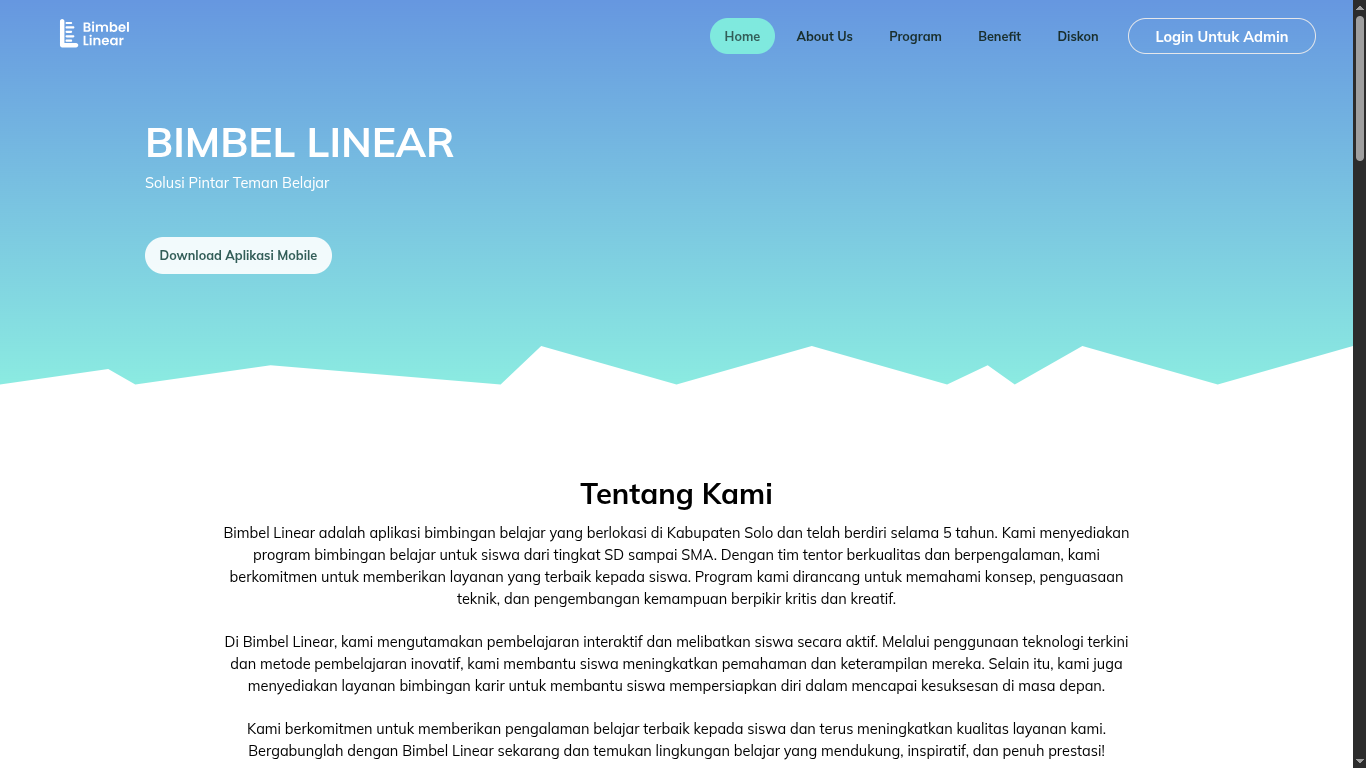 Bimbel
Linear
Home
About Us
Program
Benefit
Diskon
Login Untuk Admin
BIMBEL LINEAR
Solusi Pintar Teman Belajar
Download Aplikasi Mobile
Tentang Kami
Bimbel Linear adalah aplikasi bimbingan belajar yang berlokasi di Kabupaten Solo dan telah berdiri selama 5 tahun. Kami menyediakan
program bimbingan belajar untuk siswa dari tingkat SD sampai SMA. Dengan tim tentor berkualitas dan berpengalaman, kami
berkomitmen untuk memberikan layanan yang terbaik kepada siswa. Program kami dirancang untuk memahami konsep, penguasaan
teknik, dan pengembangan kemampuan berpikir kritis dan kreatif.
Di Bimbel Linear, kami mengutamakan pembelajaran interaktif dan melibatkan siswa secara aktif. Melalui penggunaan teknologi terkini
dan metode pembelajaran inovatif, kami membantu siswa meningkatkan pemahaman dan keterampilan mereka. Selain itu, kami juga
menyediakan layanan bimbingan karir untuk membantu siswa mempersiapkan diri dalam mencapai kesuksesan di masa depan.
Kami berkomitmen untuk memberikan pengalaman belajar terbaik kepada siswa dan terus meningkatkan kualitas layanan kami.
Bergabunglah dengan Bimbel Linear sekarang dan temukan lingkungan belajar yang mendukung, inspiratif, dan penuh prestasi!